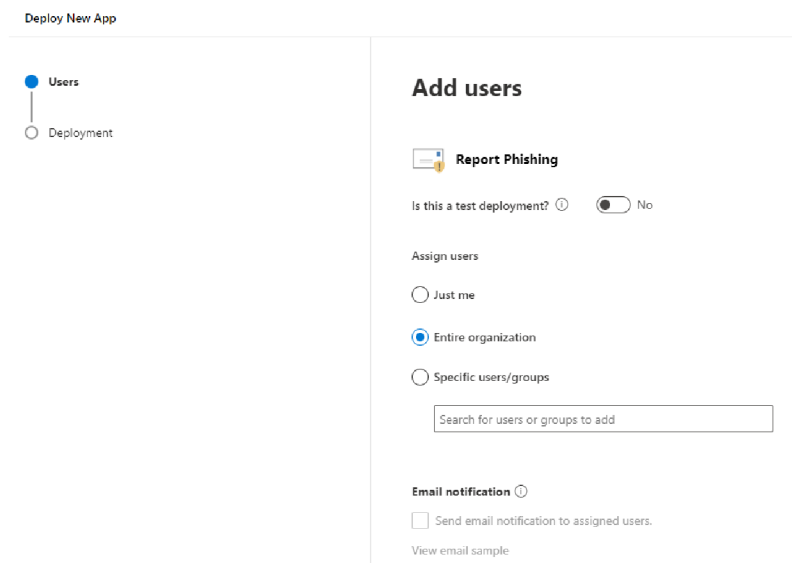 Deploy New App
Users
Deployment
Add users
Report Phishing
Is this a test deployment? No
Assign users
Just me
Entire organization
Specific users/groups
Search for users or groups to add
Email notification
Send email notification to assigned users.
View email sample